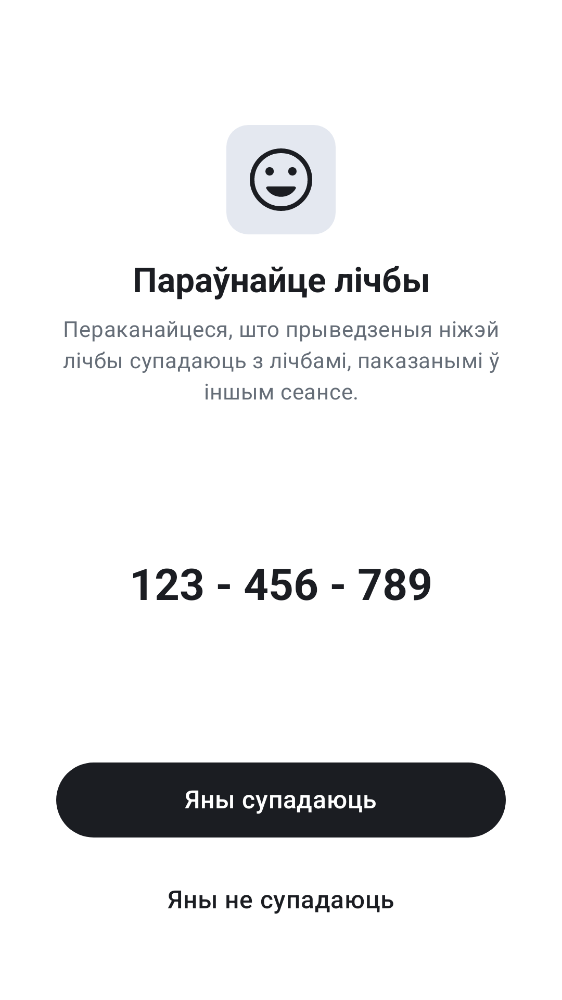 Параўнайце лічбы
Пераканайцеся, што прыведзеныя ніжэй
лічбы супадаюць з лічбамі, паказанымі ў
іншым сеансе.
123 - 456 - 789
Яны супадаюць
Яны не супадаюць